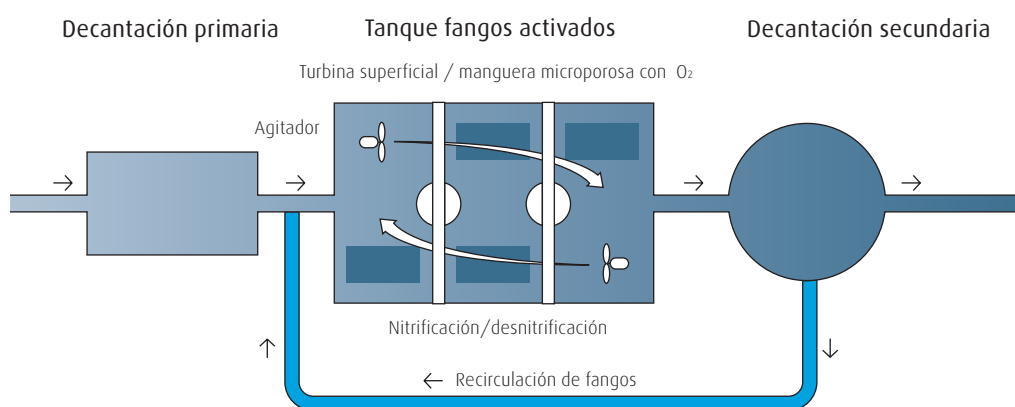 Decantación primaria
Tanque fangos activados
Decantación secundaria
Turbina superficial / manguera microporosa con O₂
Agitador
Nitrificación/desnitrificación
Recirculación de fangos